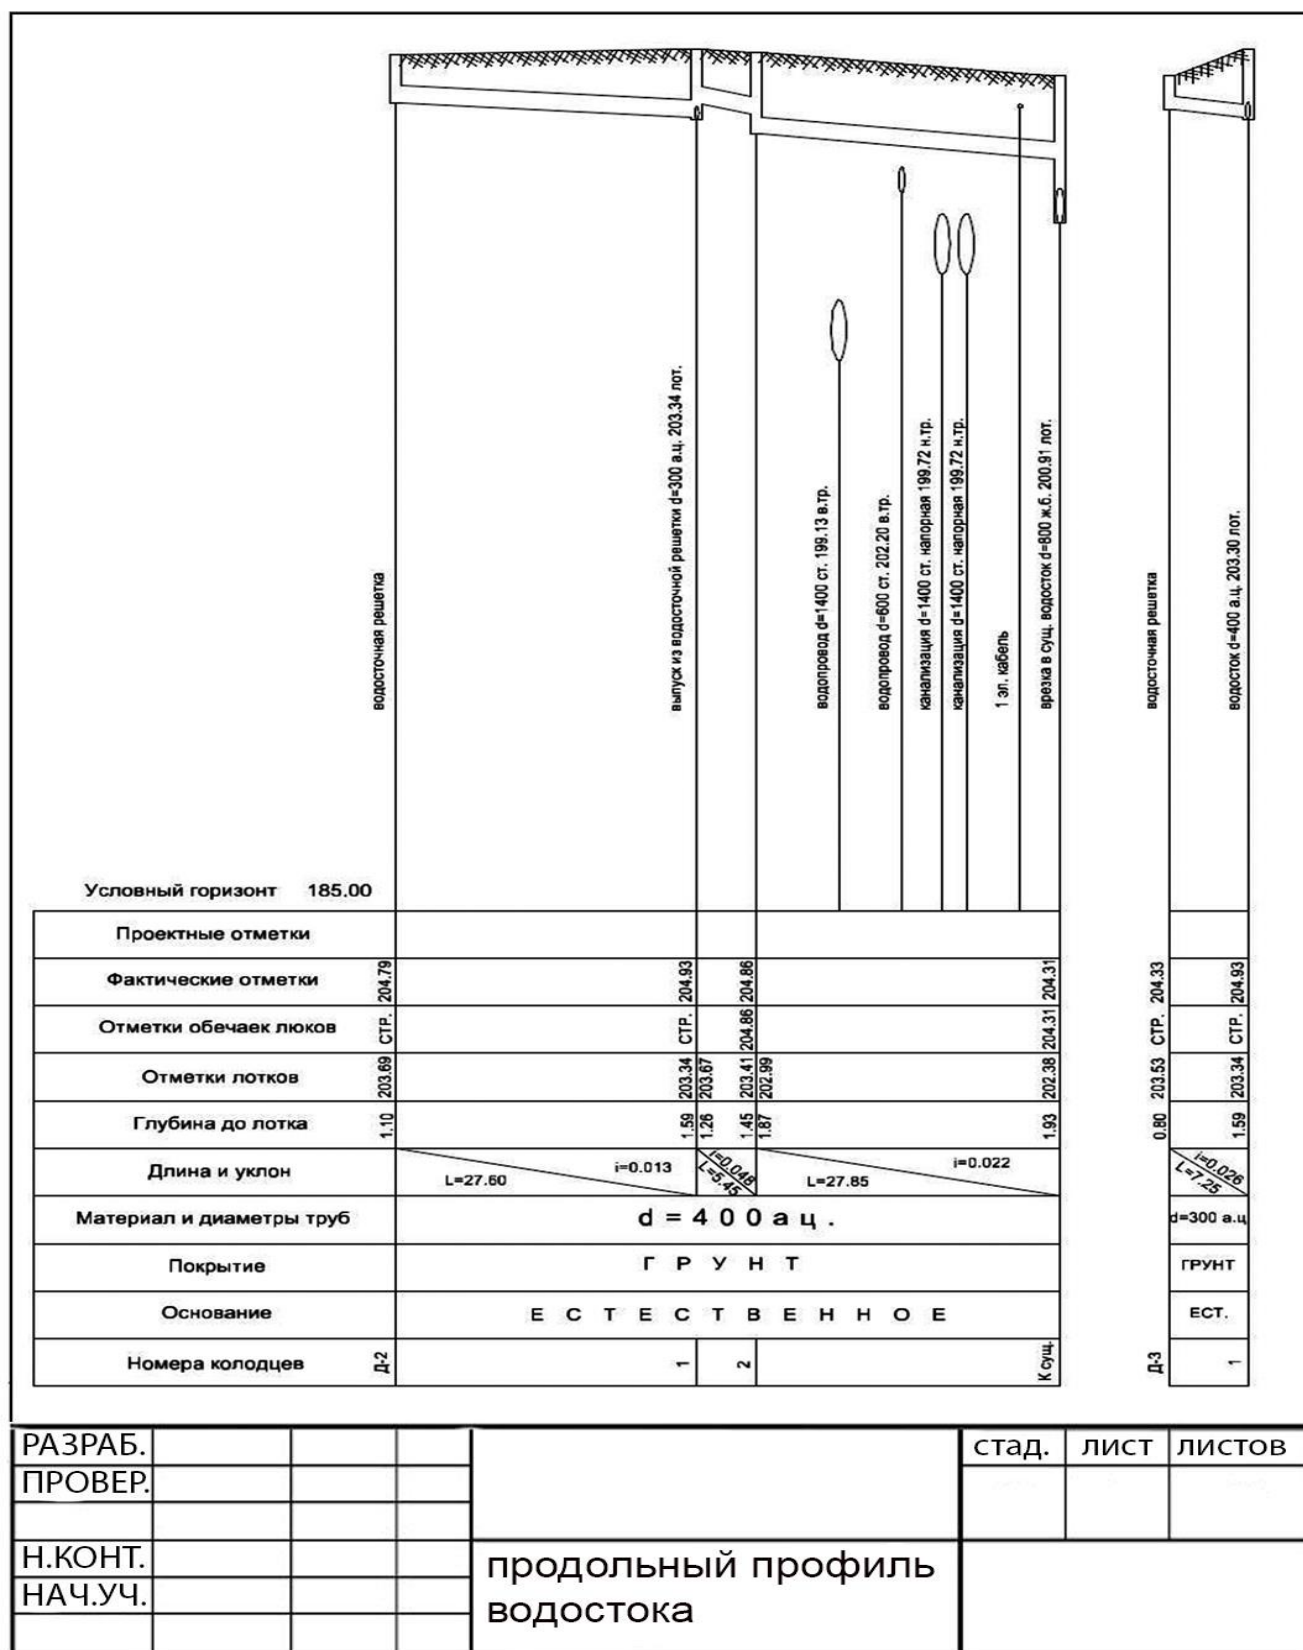 водосточная решетка
выпуск из водосточной решетки d=300 а.ц. 203.34 лот.
водопровод d=1400 ст. 199.13 в.тр.
водопровод d=600 ст. 202.20 в.тр.
канализация d=1400 ст. напорная 199.72 н.тр.
канализация d=1400 ст. напорная 199.72 н.тр.
1 эл. кабель
врезка в сущ. водосток d=800 ж.б. 200.91 лот.
водосточная решетка
водосток d=400 а.ц. 203.30 лот.
Условный горизонт 185.00
Проектные отметки
Фактические отметки 204.79 204.93 204.86 204.31 204.33 204.93
Отметки обечаек люков СТР. СТР. 204.86 204.31 СТР. СТР.
Отметки лотков 203.69 203.34 203.67 203.41 202.99 202.38 203.53 203.34
Глубина до лотка 1.10 1.59 1.26 1.45 1.87 1.93 0.80 1.59
Длина и уклон L=27.60 i=0.013 i=0.048 L=5.45 L=27.85 i=0.022 i=0.026 L=7.25
Материал и диаметры труб d=400ац. d=300 а.ц
Покрытие ГРУНТ ГРУНТ
Основание ЕСТЕСТВЕННОЕ ЕСТ.
Номера колодцев Д-2 1 2 К сущ. Д-3 1
РАЗРАБ.
ПРОВЕР.
Н.КОНТ.
НАЧ.УЧ.
продольный профиль
водостока
стад. лист листов